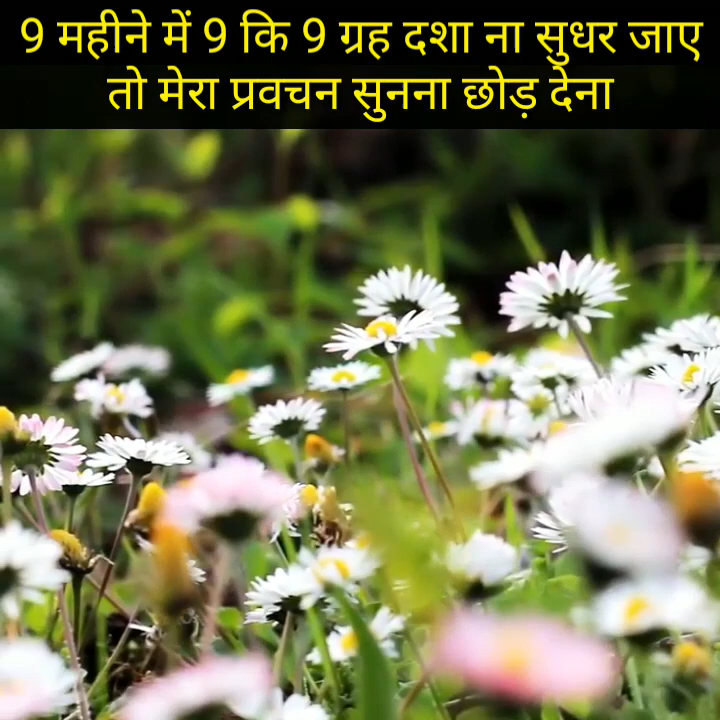 9 महीने में 9 कि 9 ग्रह दशा ना सुधर जाए
तो मेरा प्रवचन सुनना छोड़ देना